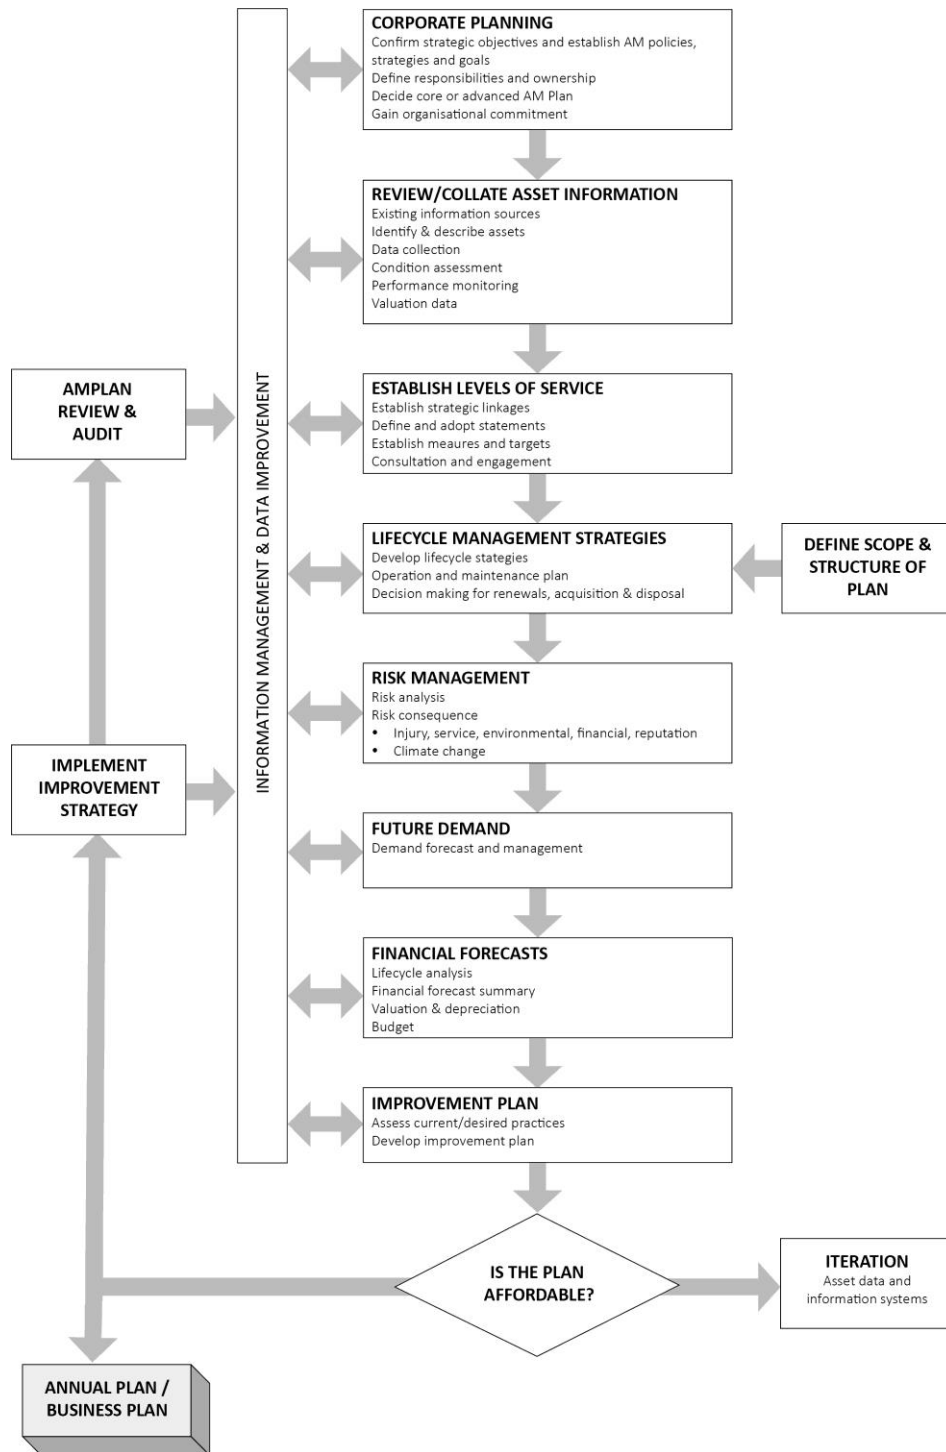 CORPORATE PLANNING
Confirm strategic objectives and establish AM policies,
strategies and goals
Define responsibilities and ownership
Decide core or advanced AM Plan
Gain organisational commitment
REVIEW/COLLATE ASSET INFORMATION
Existing information sources
Identify & describe assets
Data collection
Condition assessment
Performance monitoring
Valuation data
INFORMATION MANAGEMENT & DATA IMPROVEMENT
AMPLAN
REVIEW &
AUDIT
ESTABLISH LEVELS OF SERVICE
Establish strategic linkages
Define and adopt statements
Establish measures and targets
Consultation and engagement
LIFECYCLE MANAGEMENT STRATEGIES
Develop lifecycle stategies
Operation and maintenance plan
Decision making for renewals, acquisition & disposal
DEFINE SCOPE &
STRUCTURE OF
PLAN
RISK MANAGEMENT
Risk analysis
Risk consequence
• Injury, service, environmental, financial, reputation
• Climate change
IMPLEMENT
IMPROVEMENT
STRATEGY
FUTURE DEMAND
Demand forecast and management
FINANCIAL FORECASTS
Lifecycle analysis
Financial forecast summary
Valuation & depreciation
Budget
IMPROVEMENT PLAN
Assess current/desired practices
Develop improvement plan
IS THE PLAN
AFFORDABLE?
ITERATION
Asset data and
information systems
ANNUAL PLAN /
BUSINESS PLAN